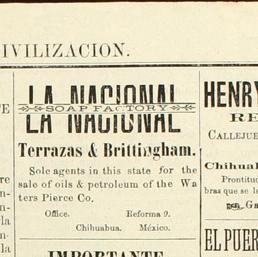 IVILIZACION.
LA NACIONAL
SOAP FACTORY
LA NACIONAL
Terrazas & Brittingham.
Sole agents in this state for the
sale of oils & petroleum of the Wa
ters Pierce Co.
Office. Reforma 9.
Chihuahua. México.
IMPORTANTE
HENRY
RE
CALLEJUE
Chihual
Prontitud
bras que se l
EL PUER